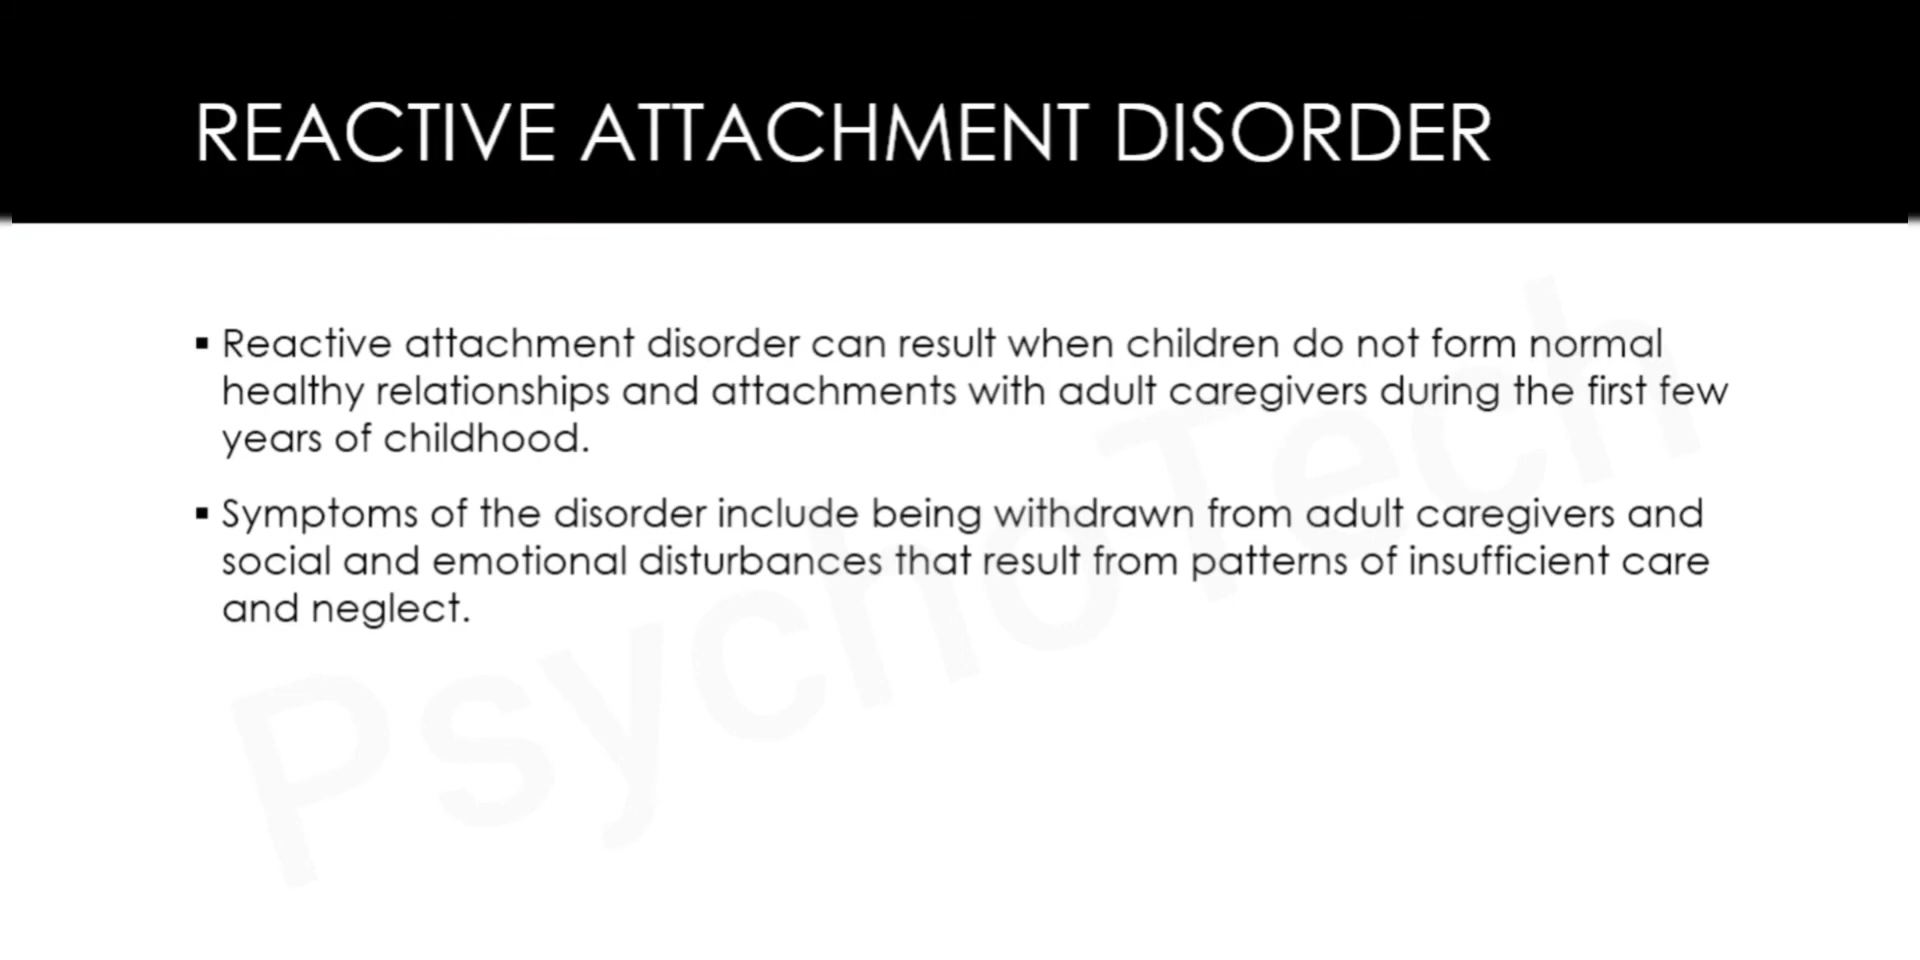 REACTIVE ATTACHMENT DISORDER
▪ Reactive attachment disorder can result when children do not form normal
healthy relationships and attachments with adult caregivers during the first few
years of childhood.
▪ Symptoms of the disorder include being withdrawn from adult caregivers and
social and emotional disturbances that result from patterns of insufficient care
and neglect.
PsychoTech